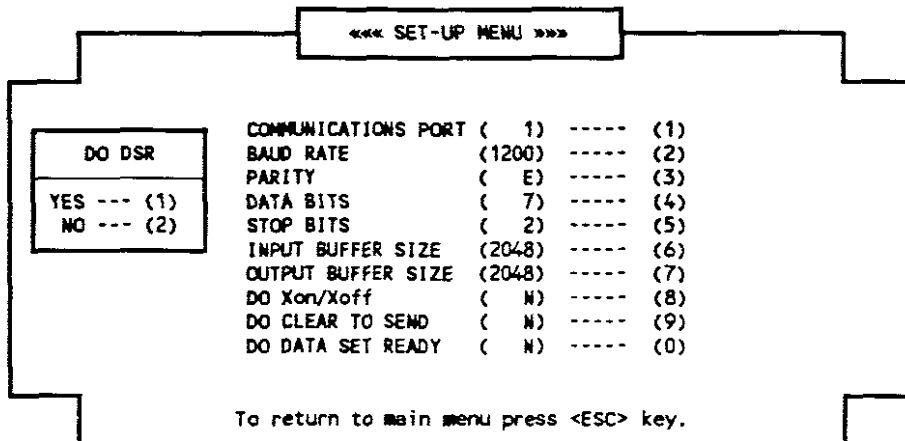 ««« SET-UP MENU »»»
DO DSR
YES --- (1)
NO --- (2)
COMMUNICATIONS PORT ( 1) ----- (1)
BAUD RATE (1200) ----- (2)
PARITY ( E) ----- (3)
DATA BITS ( 7) ----- (4)
STOP BITS ( 2) ----- (5)
INPUT BUFFER SIZE (2048) ----- (6)
OUTPUT BUFFER SIZE (2048) ----- (7)
DO Xon/Xoff ( N) ----- (8)
DO CLEAR TO SEND ( N) ----- (9)
DO DATA SET READY ( N) ----- (0)
To return to main menu press <ESC> key.